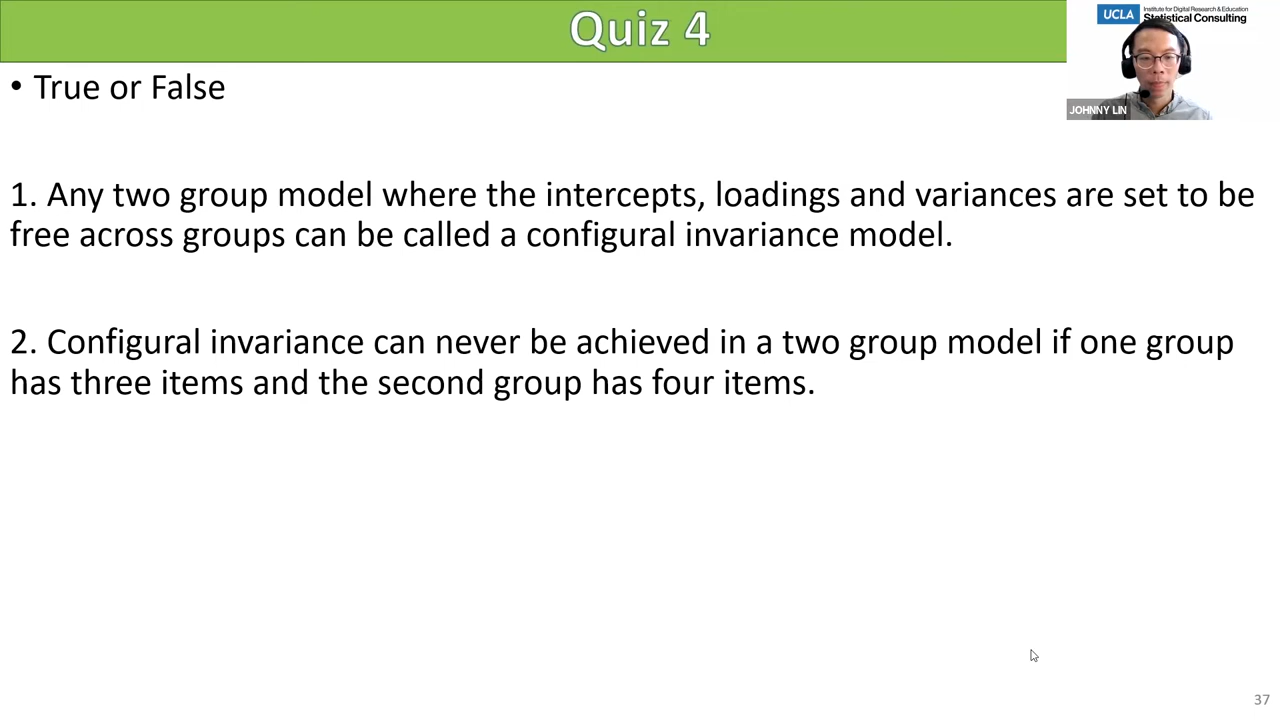 Quiz 4
UCLA
Institute for Digital Research & Education
Statistical Consulting
JOHNNY LIN
• True or False
1. Any two group model where the intercepts, loadings and variances are set to be
free across groups can be called a configural invariance model.
2. Configural invariance can never be achieved in a two group model if one group
has three items and the second group has four items.
37